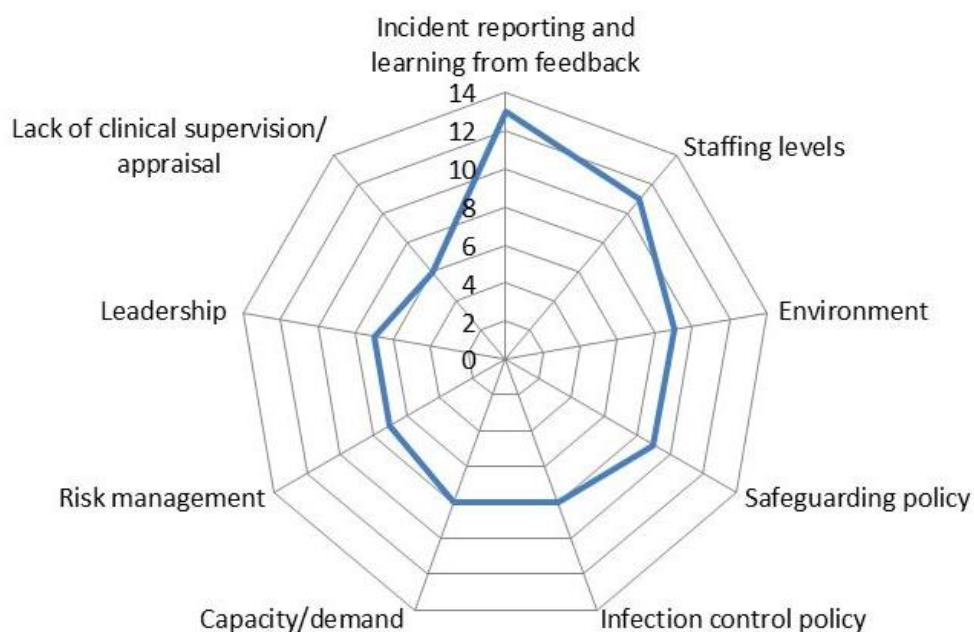 Incident reporting and
learning from feedback
14
12
10
8
6
4
2
0
Staffing levels
Environment
Safeguarding policy
Infection control policy
Capacity/demand
Risk management
Leadership
Lack of clinical supervision/
appraisal